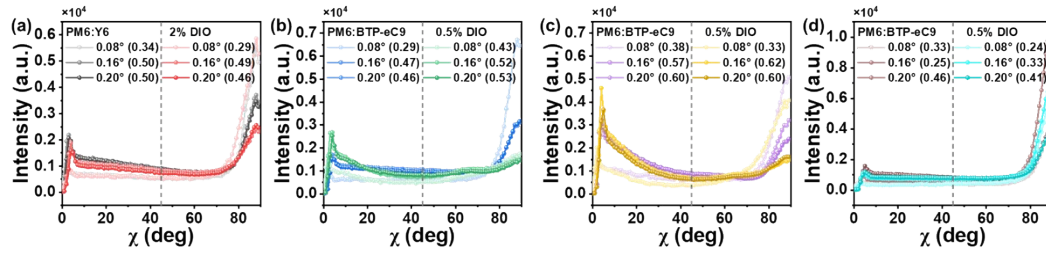 (a)
×10⁴
PM6:Y6 2% DIO
0.08° (0.34) 0.08° (0.29)
0.16° (0.50) 0.16° (0.49)
0.20° (0.50) 0.20° (0.46)
Intensity (a.u.)
0.6
0.5
0.4
0.3
0.2
0.1
0.0
0 20 40 60 80
χ (deg)
(b)
×10⁴
PM6:BTP-eC9 0.5% DIO
0.08° (0.29) 0.08° (0.43)
0.16° (0.47) 0.16° (0.52)
0.20° (0.46) 0.20° (0.53)
Intensity (a.u.)
0.7
0.6
0.5
0.4
0.3
0.2
0.1
0.0
0 20 40 60 80
χ (deg)
(c)
×10⁴
PM6:BTP-eC9 0.5% DIO
0.08° (0.38) 0.08° (0.33)
0.16° (0.57) 0.16° (0.62)
0.20° (0.60) 0.20° (0.60)
Intensity (a.u.)
0.7
0.6
0.5
0.4
0.3
0.2
0.1
0.0
0 20 40 60 80
χ (deg)
(d)
×10⁴
PM6:BTP-eC9 0.5% DIO
0.08° (0.33) 0.08° (0.24)
0.16° (0.25) 0.16° (0.33)
0.20° (0.46) 0.20° (0.41)
Intensity (a.u.)
1.0
0.8
0.6
0.4
0.2
0.0
0 20 40 60 80
χ (deg)